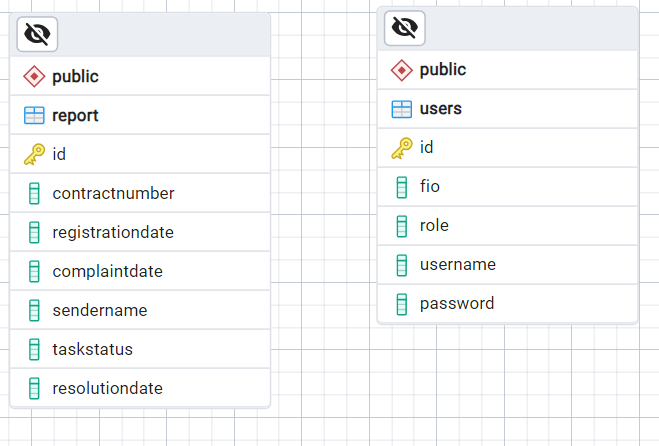 public
report
id
contractnumber
registrationdate
complaintdate
sendername
taskstatus
resolutiondate
public
users
id
fio
role
username
password